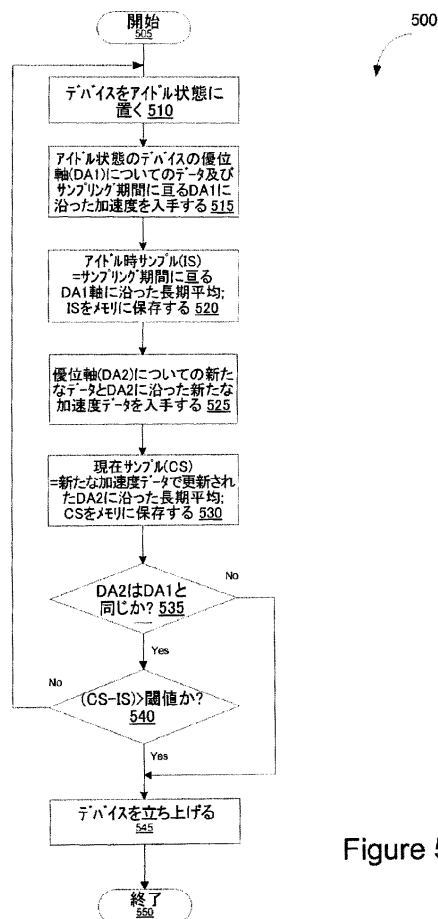 500
開始
505
デバイスをアイドル状態に
置く 510
アイドル状態のデバイスの優位
軸(DA1)についてのデータ及び
サンプリング期間に亘るDA1に
沿った加速度を入手する 515
アイドル時サンプル(IS)
=サンプリング期間に亘る
DA1軸に沿った長期平均;
ISをメモリに保存する 520
優位軸(DA2)についての新た
なデータとDA2に沿った新たな
加速度データを入手する 525
現在サンプル(CS)
=新たな加速度データで更新され
たDA2に沿った長期平均;
CSをメモリに保存する 530
DA2はDA1と
同じか? 535
No
Yes
No
(CS-IS)>閾値か?
540
Yes
デバイスを立ち上げる
545
終了
550
Figure 5